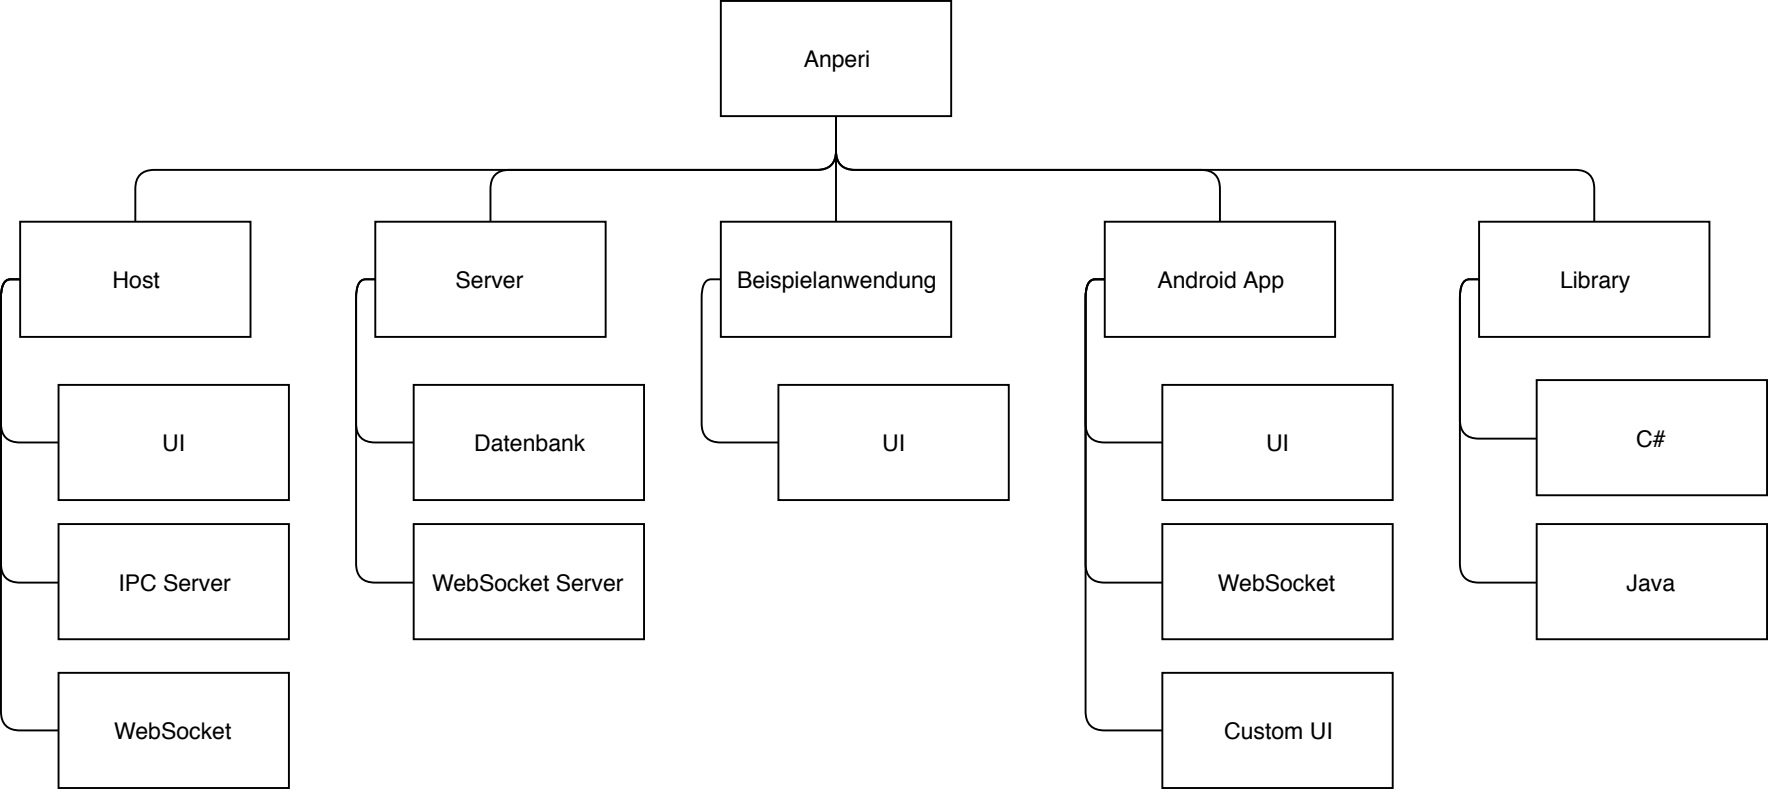 Anperi
Host
Server
Beispielanwendung
Android App
Library
UI
Datenbank
UI
UI
C#
IPC Server
WebSocket Server
WebSocket
Java
WebSocket
Custom UI